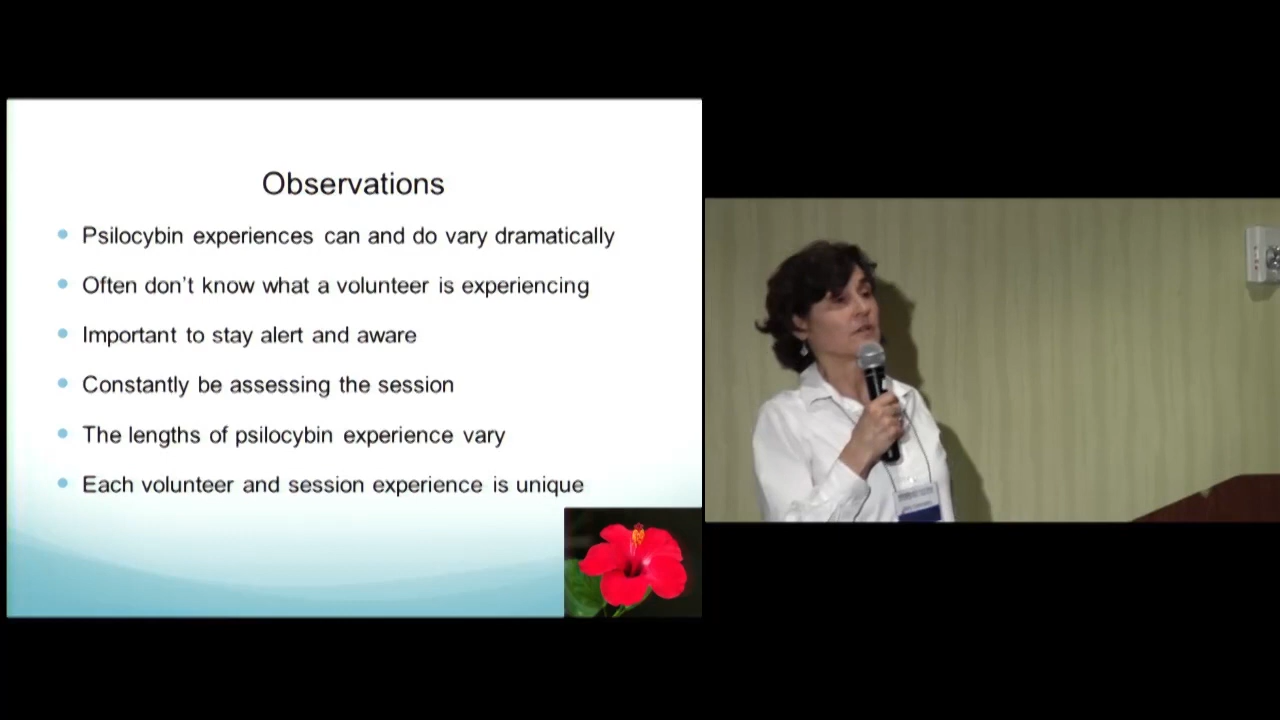 Observations
Psilocybin experiences can and do vary dramatically
Often don't know what a volunteer is experiencing
Important to stay alert and aware
Constantly be assessing the session
The lengths of psilocybin experience vary
Each volunteer and session experience is unique